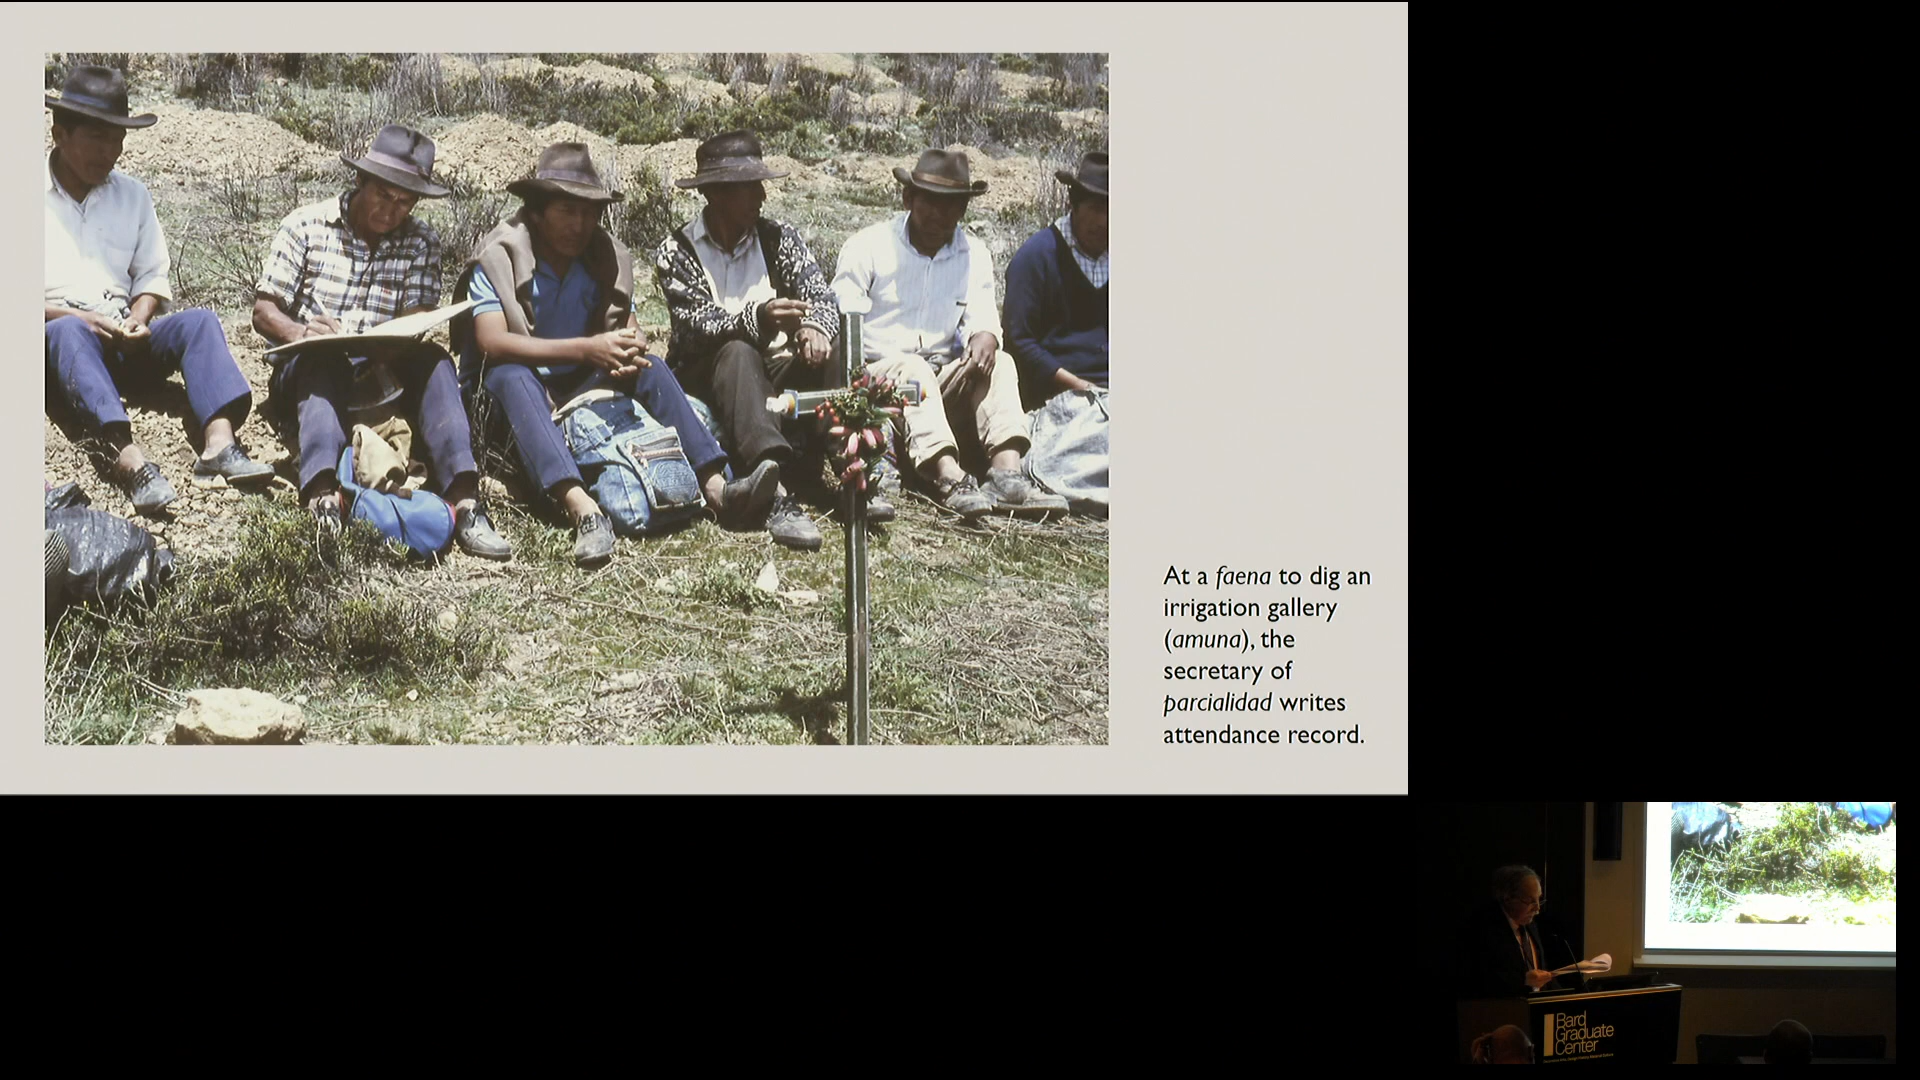 At a faena to dig an
irrigation gallery
(amuna), the
secretary of
parcialidad writes
attendance record.
Bard
Graduate
Center